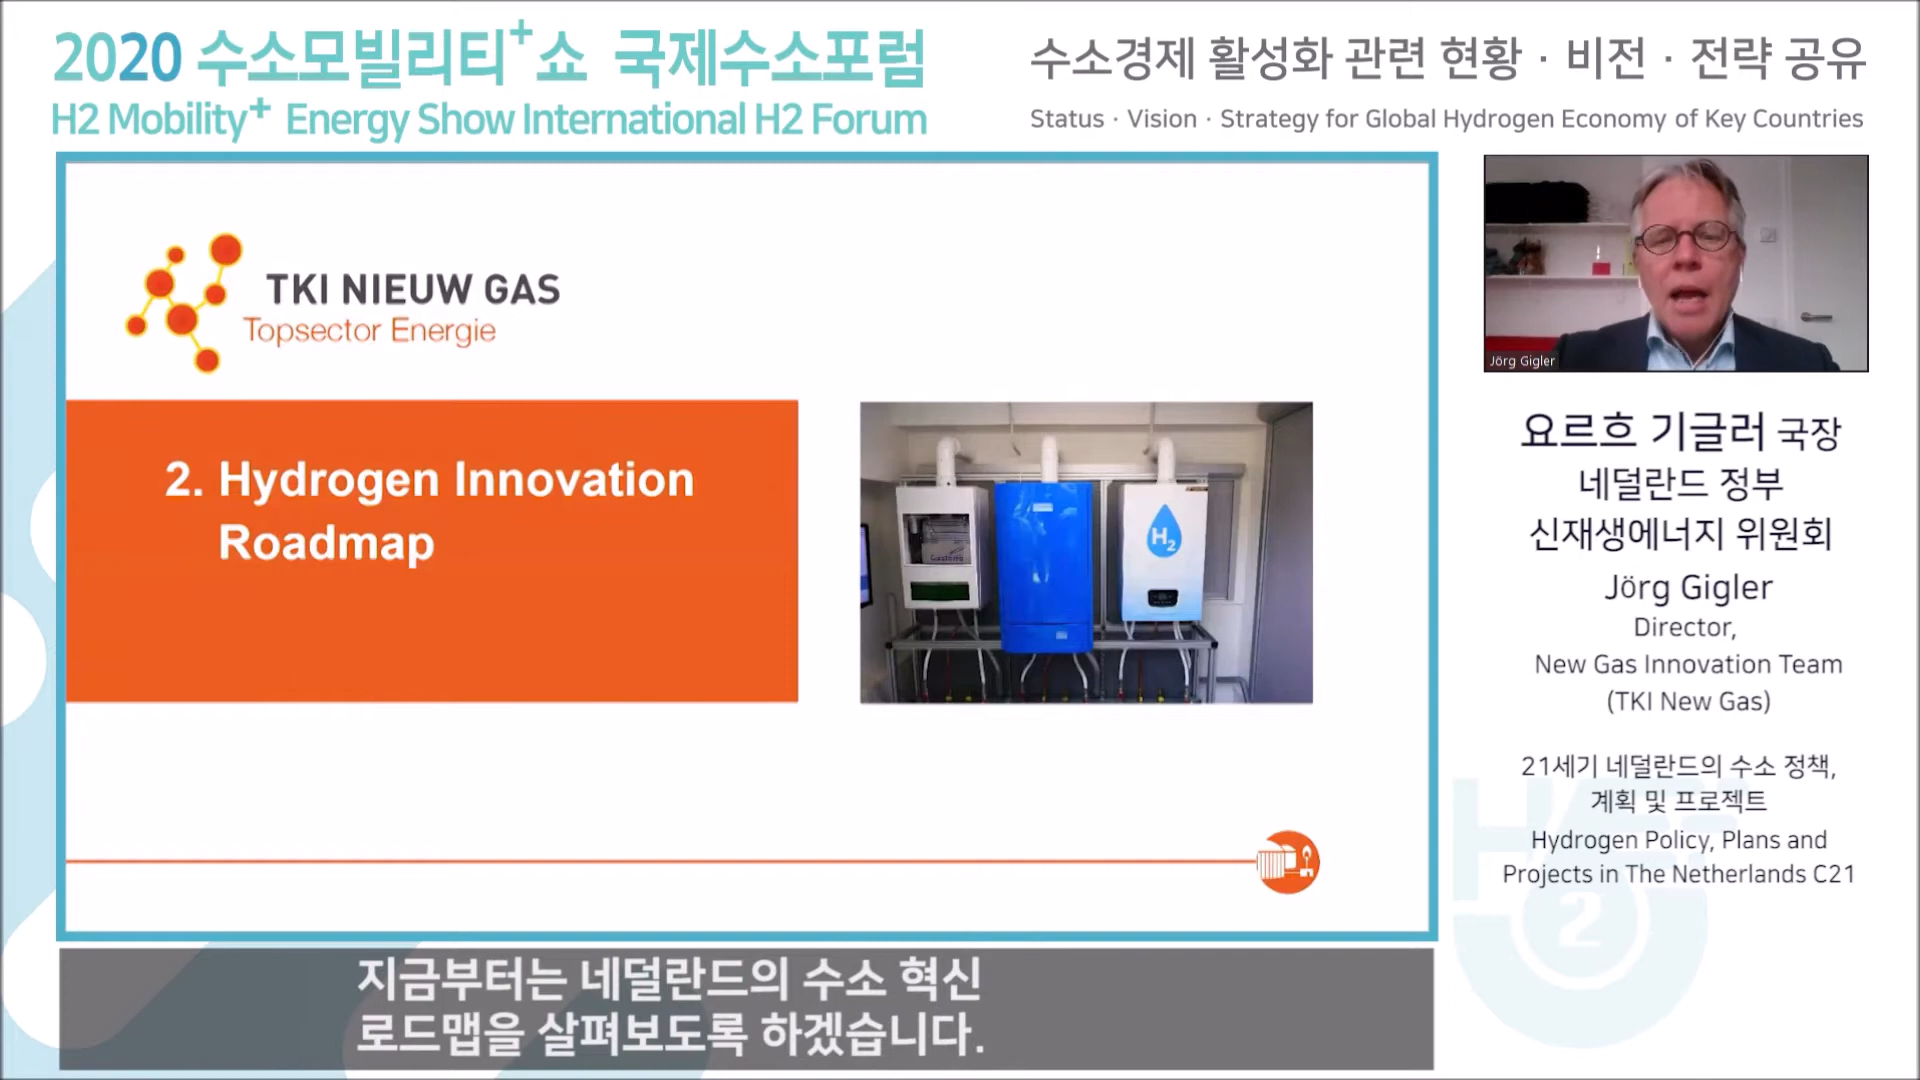 2020 수소모빌리티+쇼 국제수소포럼
H2 Mobility+ Energy Show International H2 Forum
수소경제 활성화 관련 현황 · 비전 · 전략 공유
Status · Vision · Strategy for Global Hydrogen Economy of Key Countries
TKI NIEUW GAS
Topsector Energie
2. Hydrogen Innovation
Roadmap
H2
Jörg Gigler
요르흐 기글러 국장
네덜란드 정부
신재생에너지 위원회
Jörg Gigler
Director,
New Gas Innovation Team
(TKI New Gas)
21세기 네덜란드의 수소 정책,
계획 및 프로젝트
Hydrogen Policy, Plans and
Projects in The Netherlands C21
H2
지금부터는 네덜란드의 수소 혁신
로드맵을 살펴보도록 하겠습니다.